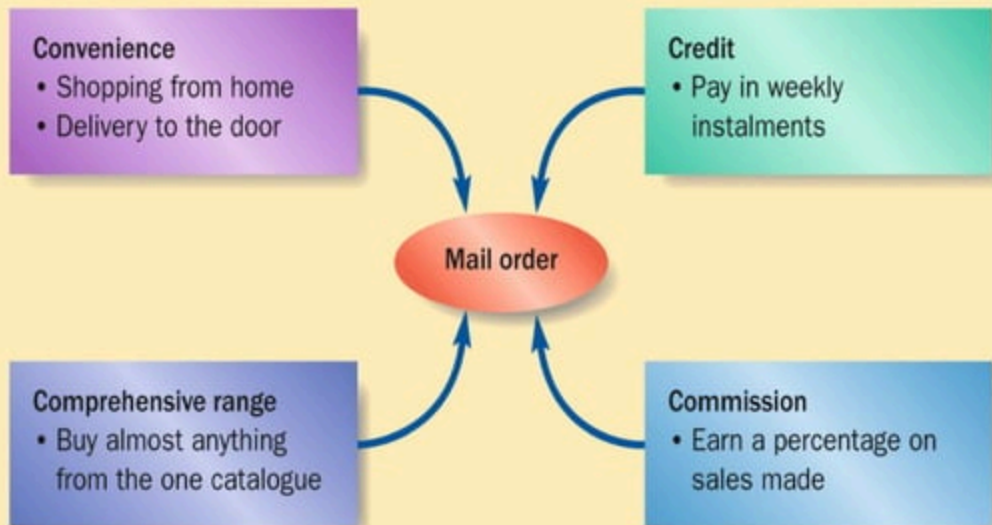 Convenience
• Shopping from home
• Delivery to the door
Credit
• Pay in weekly
instalments
Mail order
Comprehensive range
• Buy almost anything
from the one catalogue
Commission
• Earn a percentage on
sales made